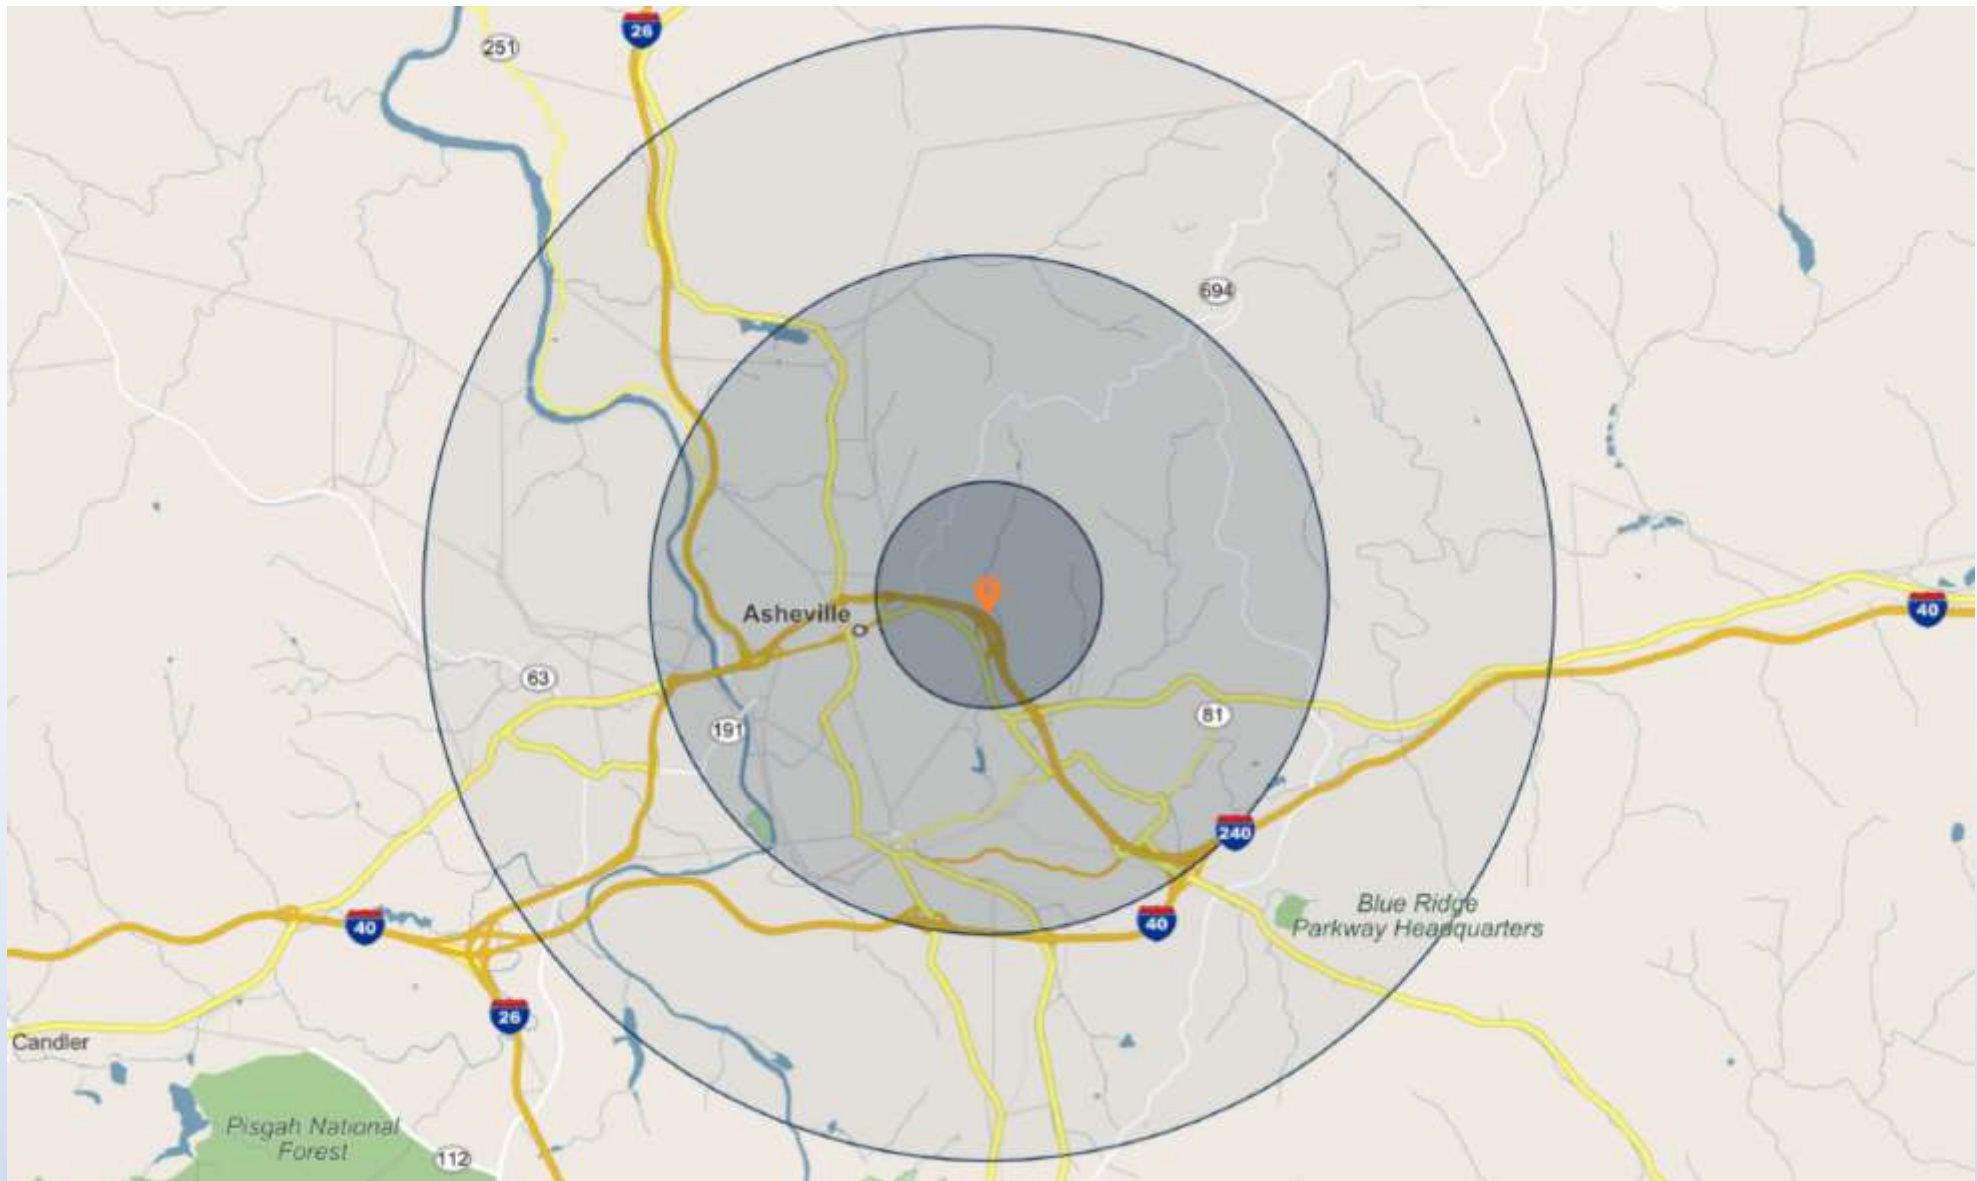 26
251
694
Asheville
40
63
81
191
240
Blue Ridge
Parkway Headquarters
40
40
26
Candler
Pisgah National
Forest
112